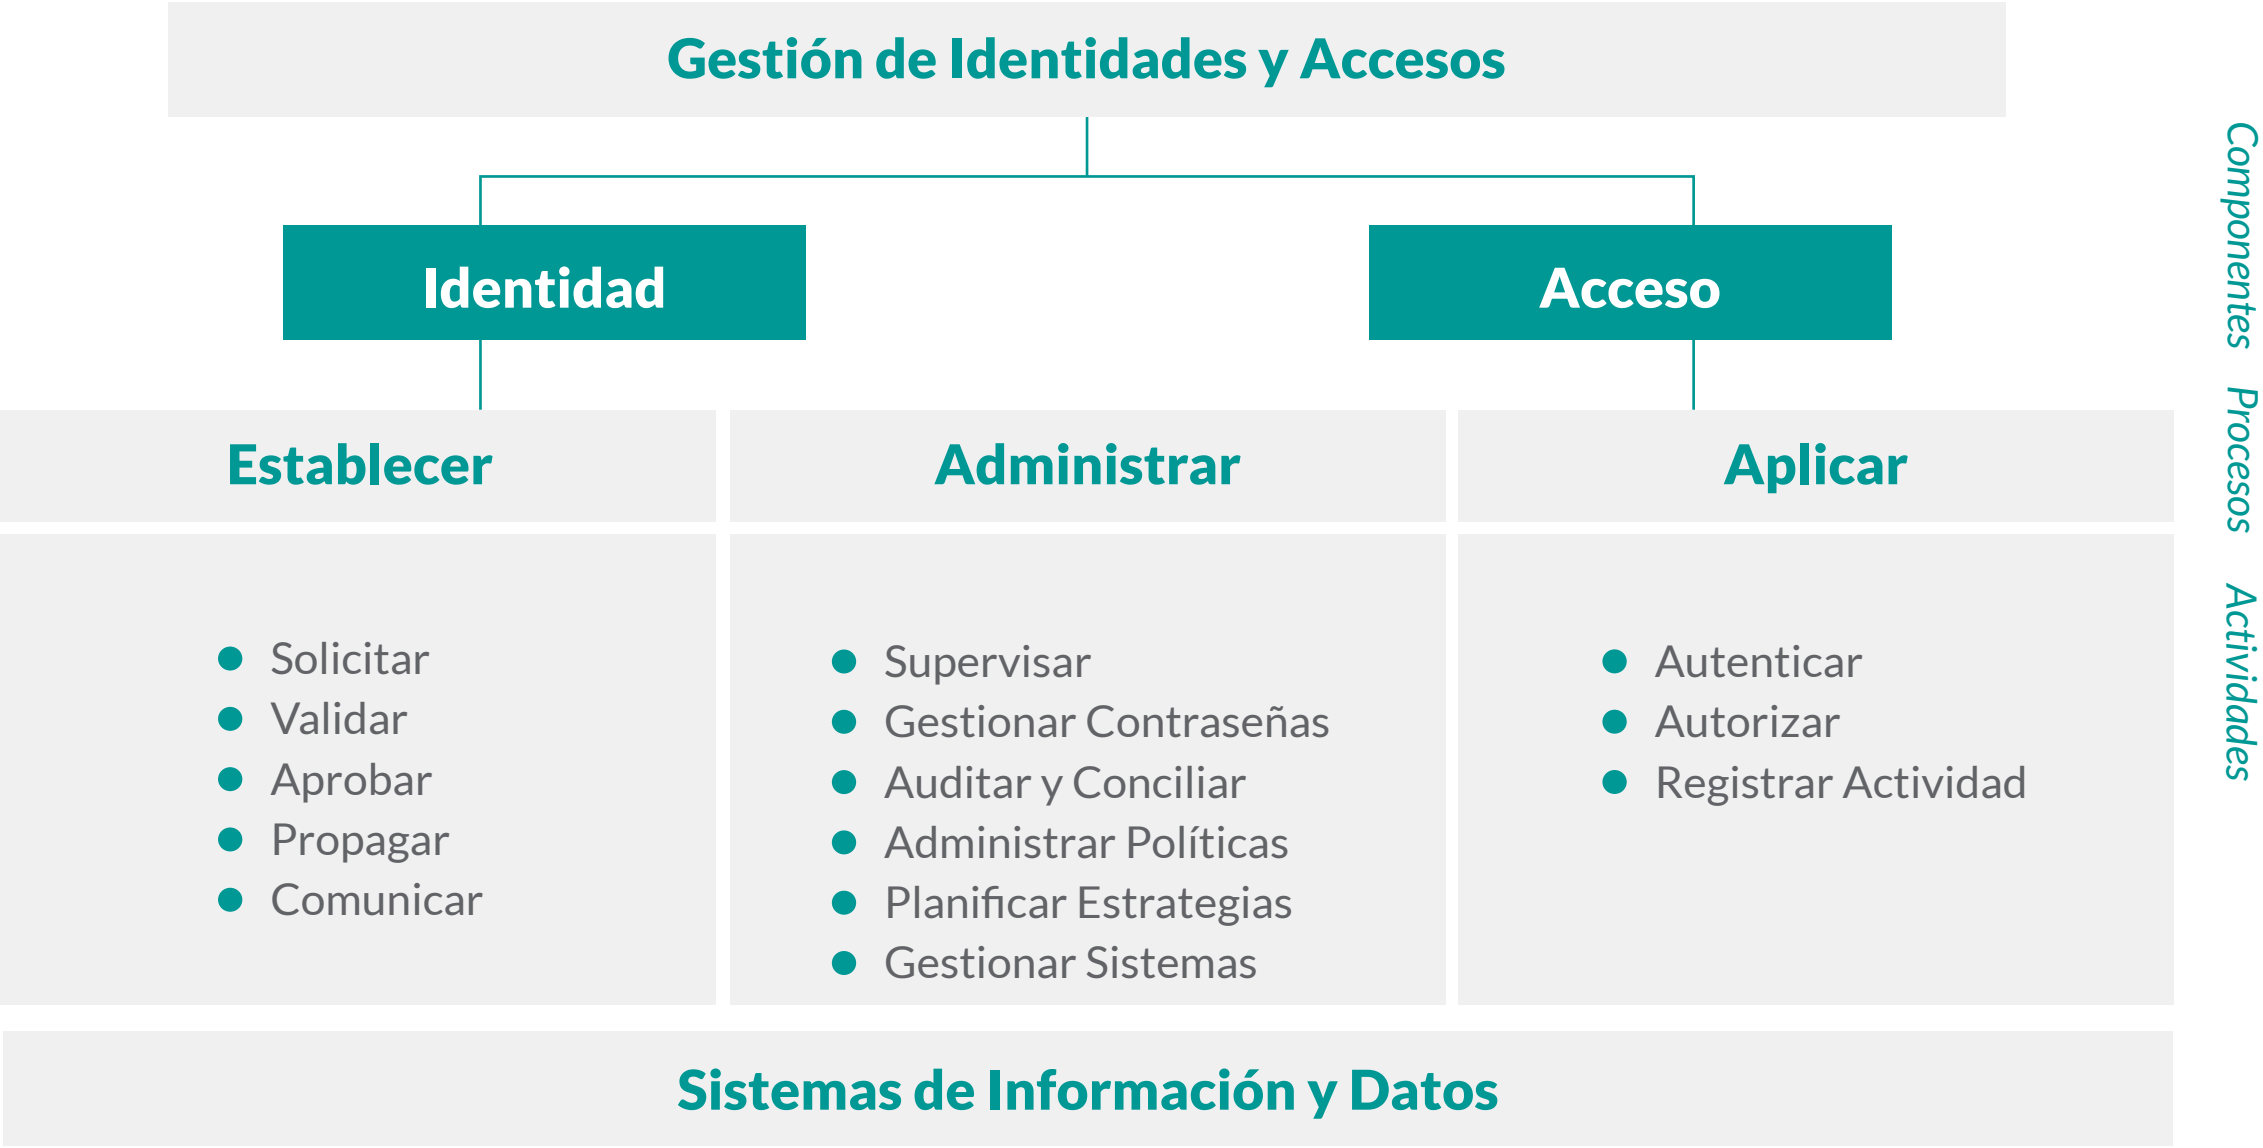 Gestión de Identidades y Accesos
Identidad
Acceso
Componentes
Establecer
Administrar
Aplicar
Procesos
Solicitar
Validar
Aprobar
Propagar
Comunicar
Supervisar
Gestionar Contraseñas
Auditar y Conciliar
Administrar Políticas
Planificar Estrategias
Gestionar Sistemas
Autenticar
Autorizar
Registrar Actividad
Actividades
Sistemas de Información y Datos